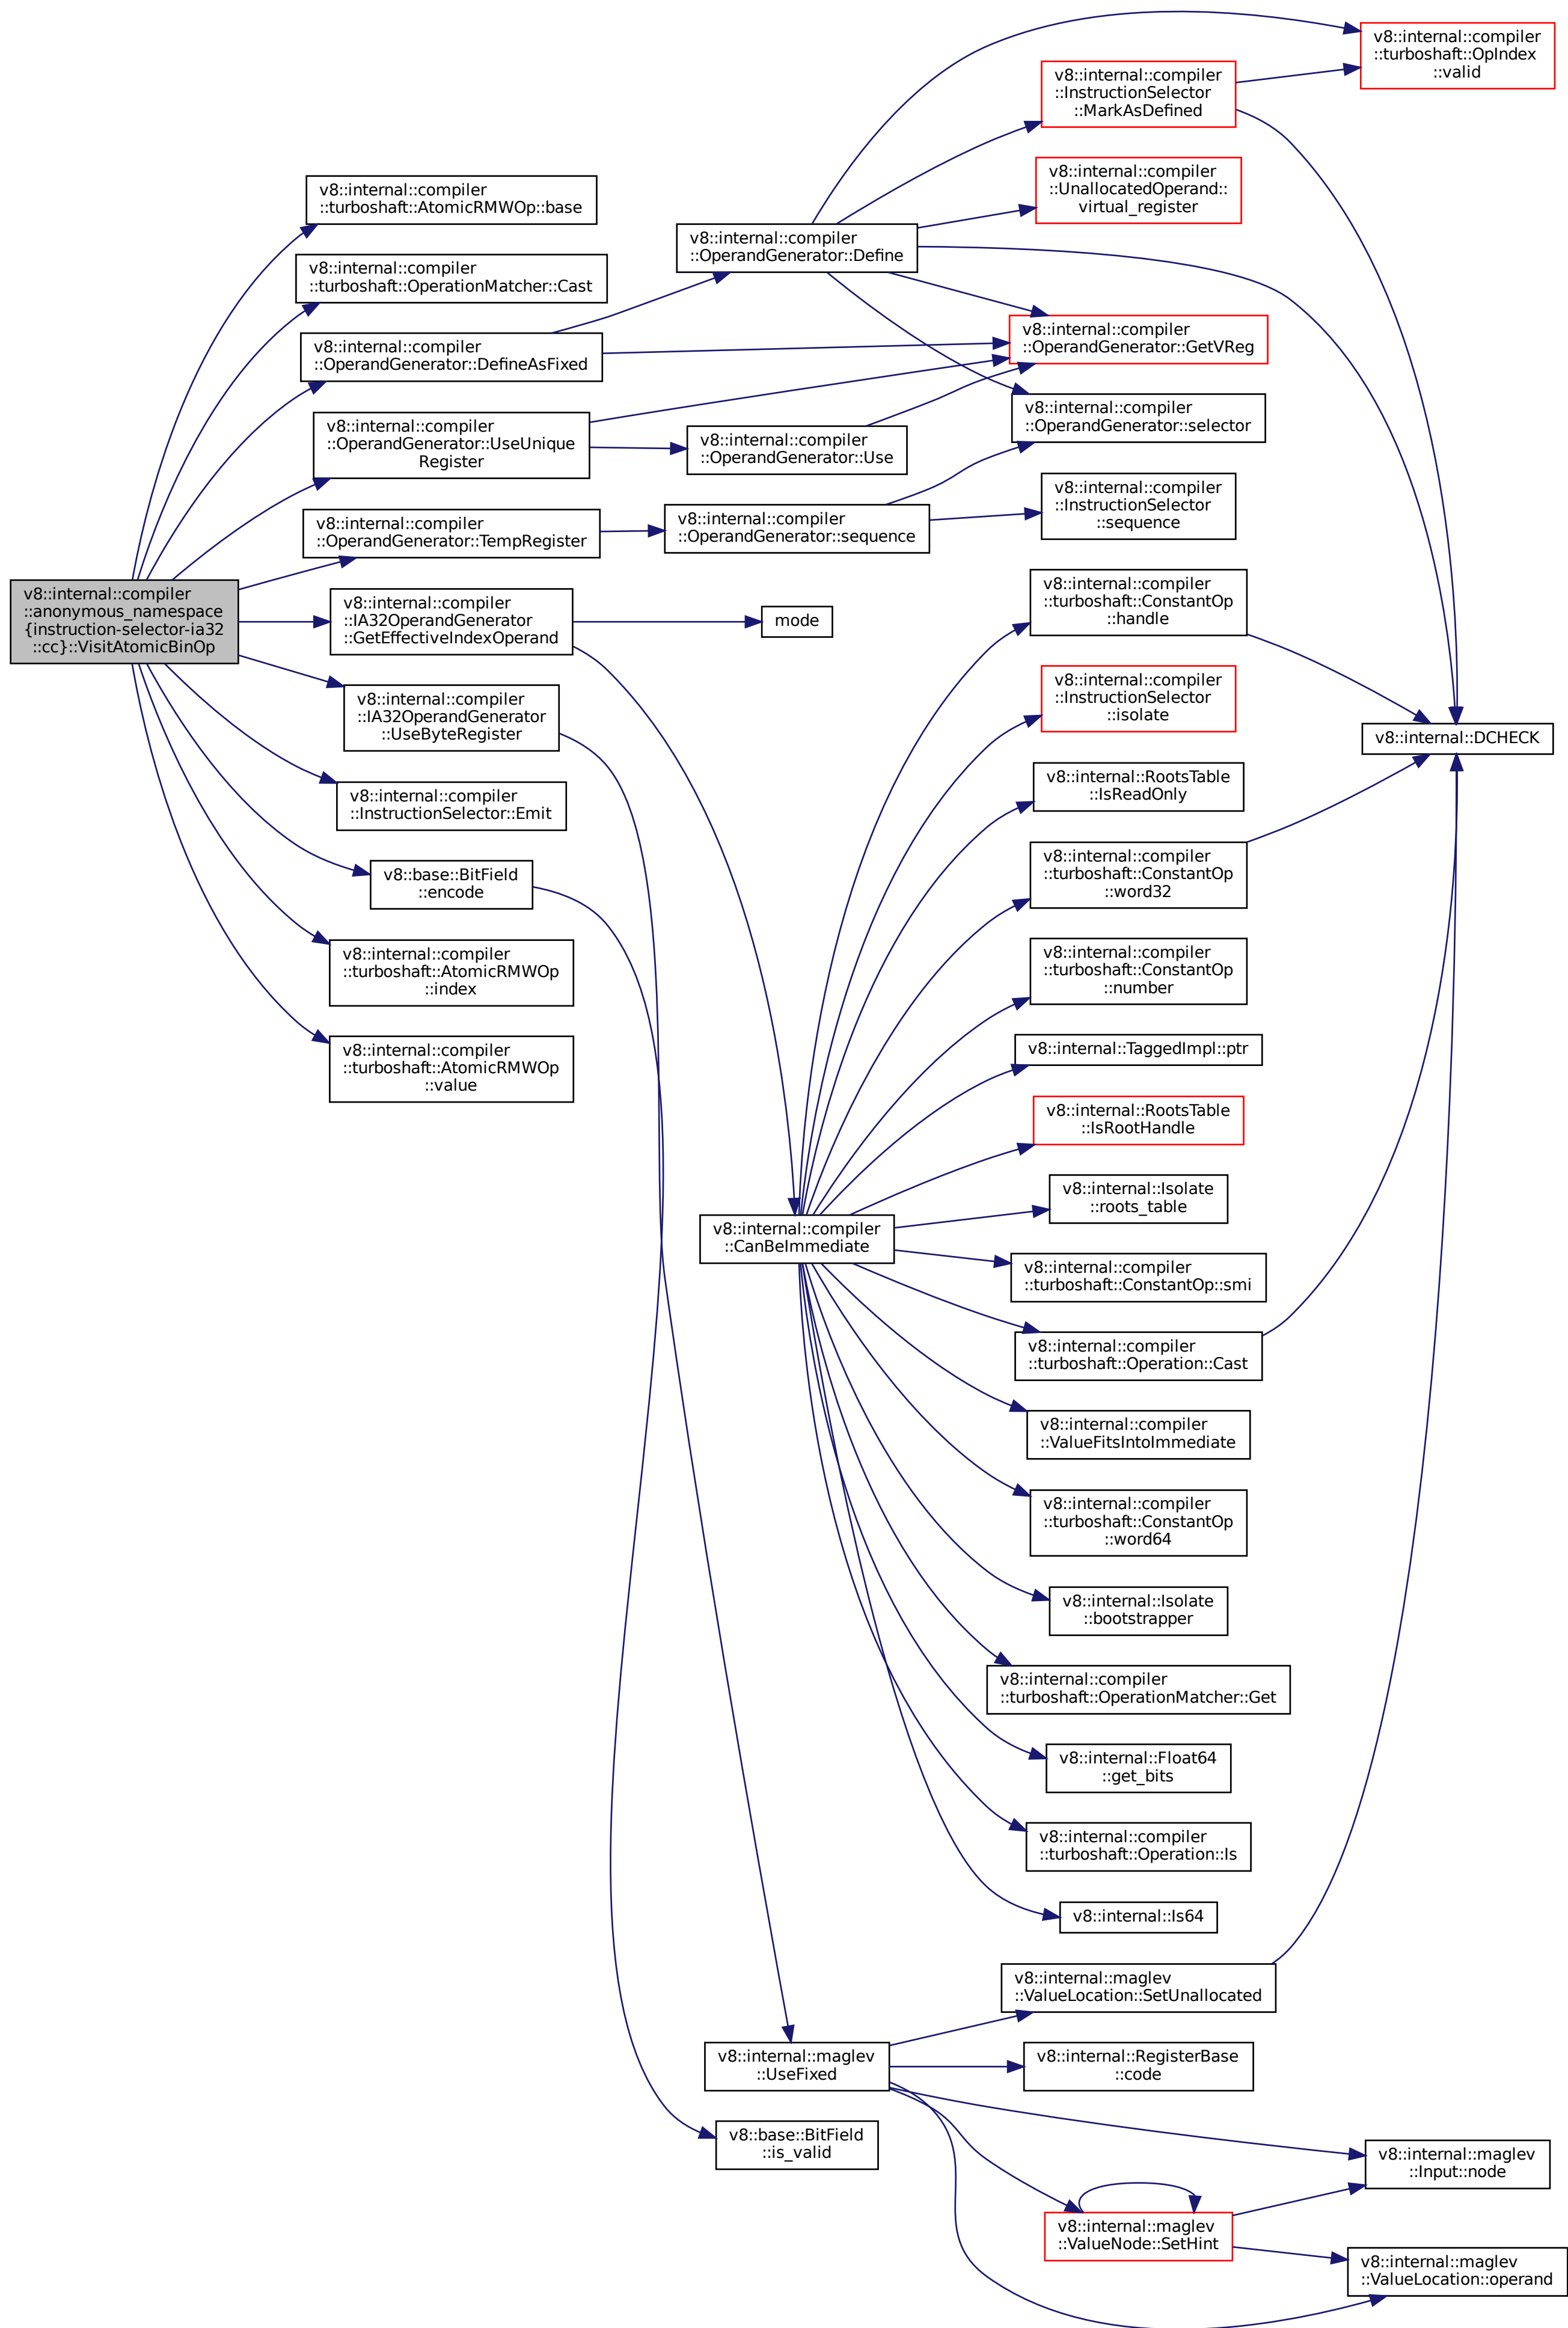 v8::internal::compiler
::anonymous_namespace
{instruction-selector-ia32
::cc}::VisitAtomicBinOp
v8::internal::compiler
::turboshaft::AtomicRMWOp::base
v8::internal::compiler
::turboshaft::OperationMatcher::Cast
v8::internal::compiler
::OperandGenerator::DefineAsFixed
v8::internal::compiler
::OperandGenerator::UseUnique
Register
v8::internal::compiler
::OperandGenerator::TempRegister
v8::internal::compiler
::IA32OperandGenerator
::GetEffectiveIndexOperand
v8::internal::compiler
::IA32OperandGenerator
::UseByteRegister
v8::internal::compiler
::InstructionSelector::Emit
v8::base::BitField
::encode
v8::internal::compiler
::turboshaft::AtomicRMWOp
::index
v8::internal::compiler
::turboshaft::AtomicRMWOp
::value
v8::internal::compiler
::OperandGenerator::Define
v8::internal::compiler
::OperandGenerator::Use
v8::internal::compiler
::OperandGenerator::sequence
mode
v8::internal::compiler
::CanBeImmediate
v8::internal::maglev
::UseFixed
v8::base::BitField
::is_valid
v8::internal::compiler
::InstructionSelector
::MarkAsDefined
v8::internal::compiler
::UnallocatedOperand::
virtual_register
v8::internal::compiler
::OperandGenerator::GetVReg
v8::internal::compiler
::OperandGenerator::selector
v8::internal::compiler
::InstructionSelector
::sequence
v8::internal::compiler
::turboshaft::ConstantOp
::handle
v8::internal::compiler
::InstructionSelector
::isolate
v8::internal::RootsTable
::IsReadOnly
v8::internal::compiler
::turboshaft::ConstantOp
::word32
v8::internal::compiler
::turboshaft::ConstantOp
::number
v8::internal::TaggedImpl::ptr
v8::internal::RootsTable
::IsRootHandle
v8::internal::Isolate
::roots_table
v8::internal::compiler
::turboshaft::ConstantOp::smi
v8::internal::compiler
::turboshaft::Operation::Cast
v8::internal::compiler
::ValueFitsIntoImmediate
v8::internal::compiler
::turboshaft::ConstantOp
::word64
v8::internal::Isolate
::bootstrapper
v8::internal::compiler
::turboshaft::OperationMatcher::Get
v8::internal::Float64
::get_bits
v8::internal::compiler
::turboshaft::Operation::Is
v8::internal::Is64
v8::internal::maglev
::ValueLocation::SetUnallocated
v8::internal::RegisterBase
::code
v8::internal::maglev
::ValueNode::SetHint
v8::internal::compiler
::turboshaft::OpIndex
::valid
v8::internal::DCHECK
v8::internal::maglev
::Input::node
v8::internal::maglev
::ValueLocation::operand